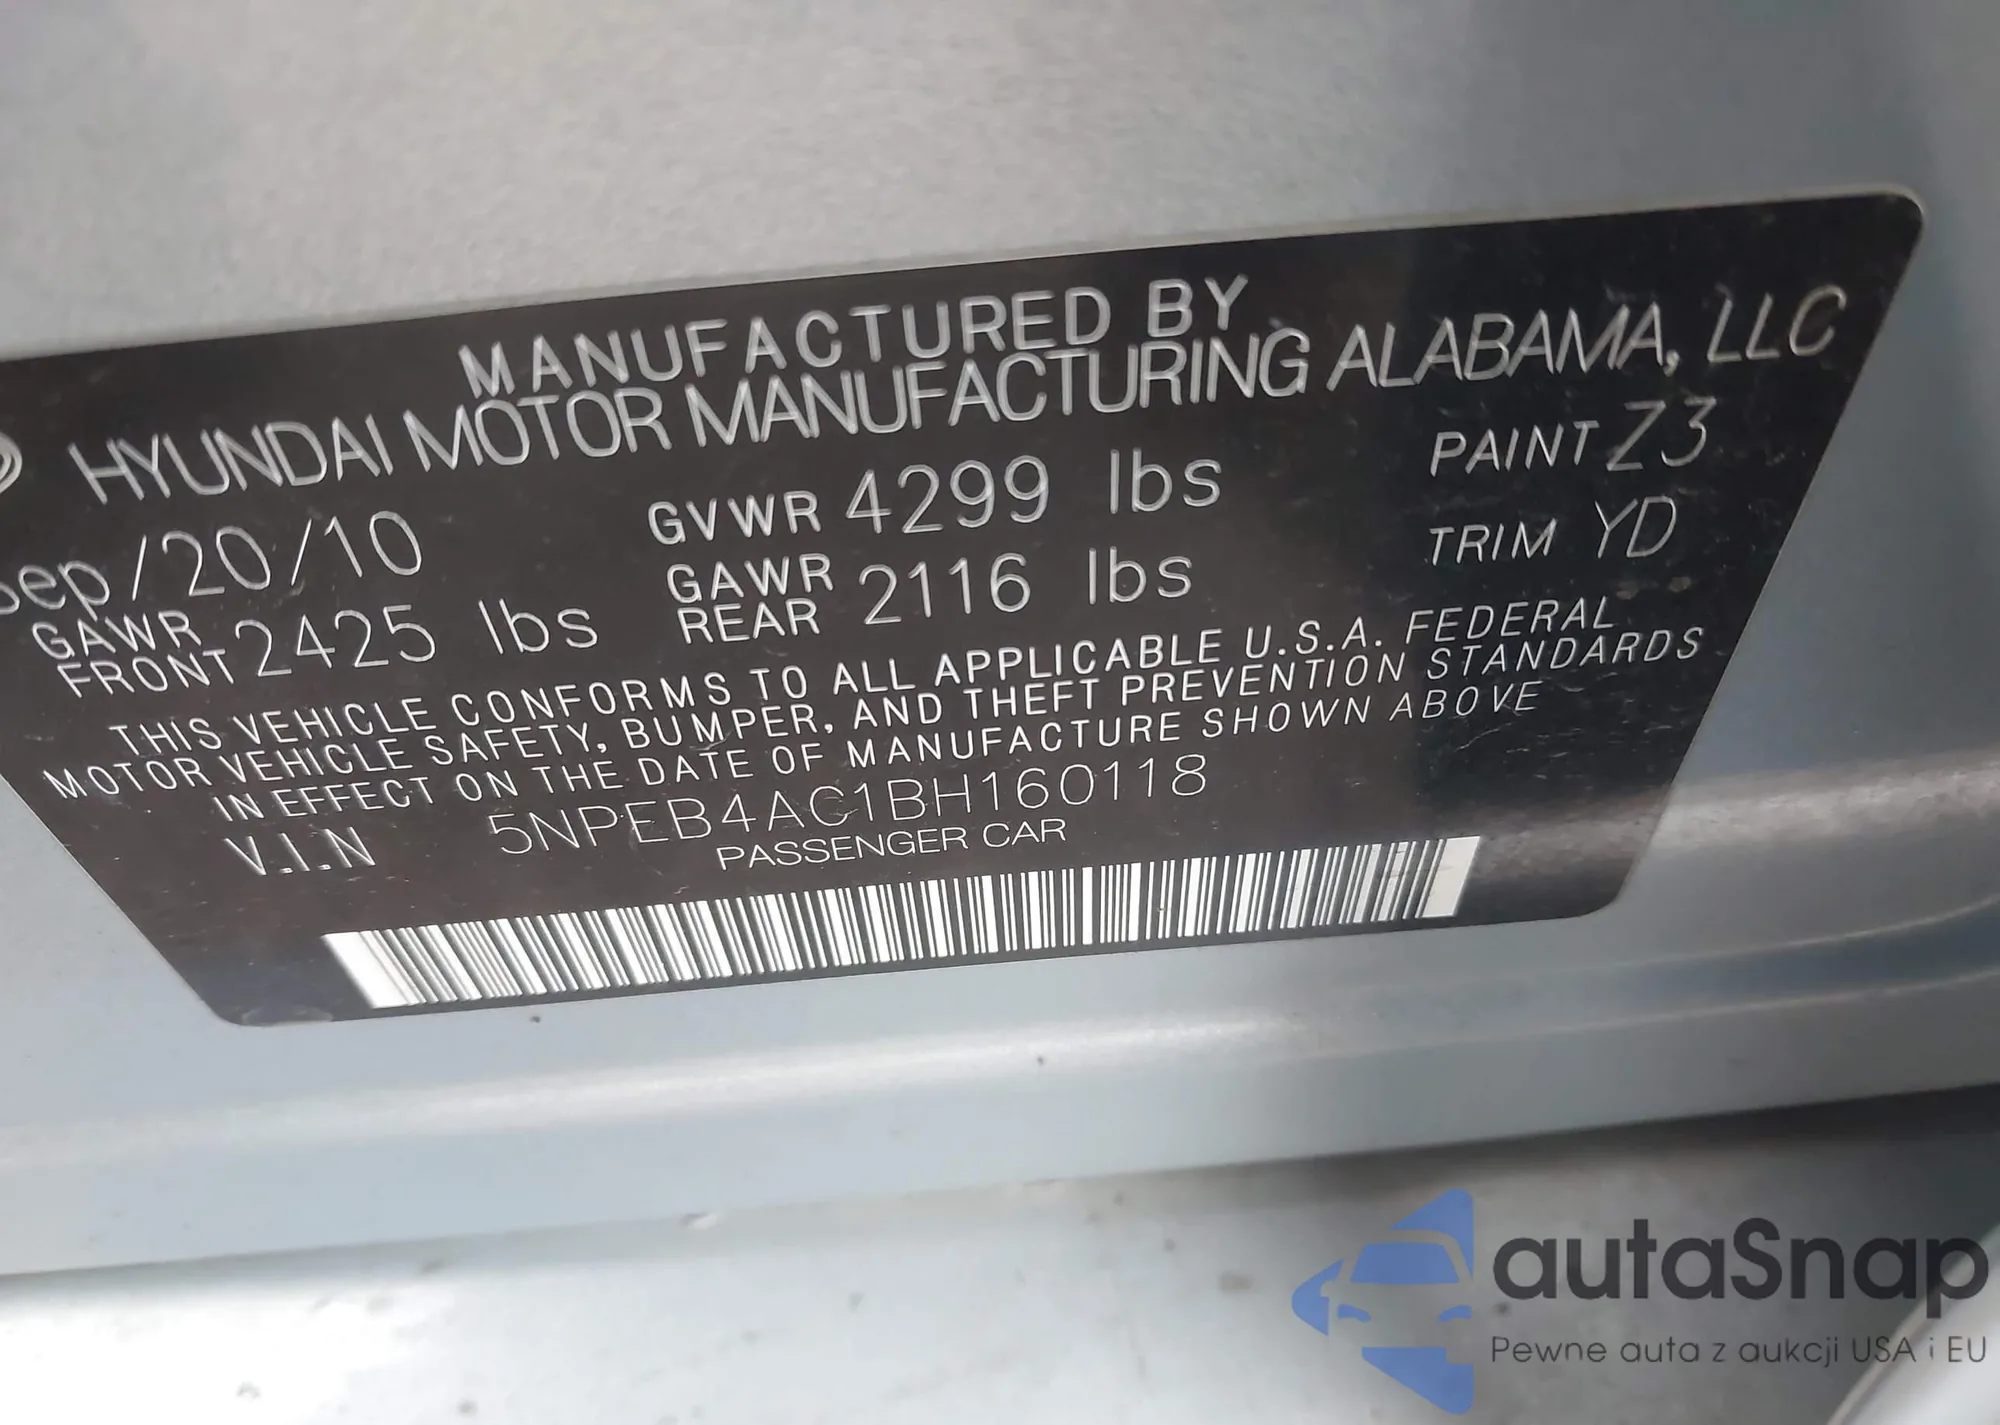 MANUFACTURED BY
HYUNDAI MOTOR MANUFACTURING ALABAMA, LLC
Sep/20/10 GVWR 4299 lbs PAINT Z3
GAWR FRONT 2425 lbs GAWR REAR 2116 lbs TRIM YD
THIS VEHICLE CONFORMS TO ALL APPLICABLE U.S.A. FEDERAL
MOTOR VEHICLE SAFETY, BUMPER, AND THEFT PREVENTION STANDARDS
IN EFFECT ON THE DATE OF MANUFACTURE SHOWN ABOVE
V.I.N 5NPEB4AC1BH160118
PASSENGER CAR
autaSnap
Pewne auta z aukcji USA i EU